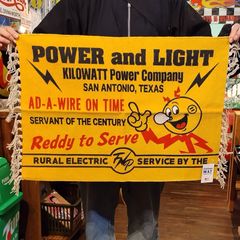 POWER and LIGHT
KILOWATT Power Company
SAN ANTONIO, TEXAS
AD-A-WIRE ON TIME
SERVANT OF THE CENTURY
Reddy to Serve
RURAL ELECTRIC
SERVICE BY THE